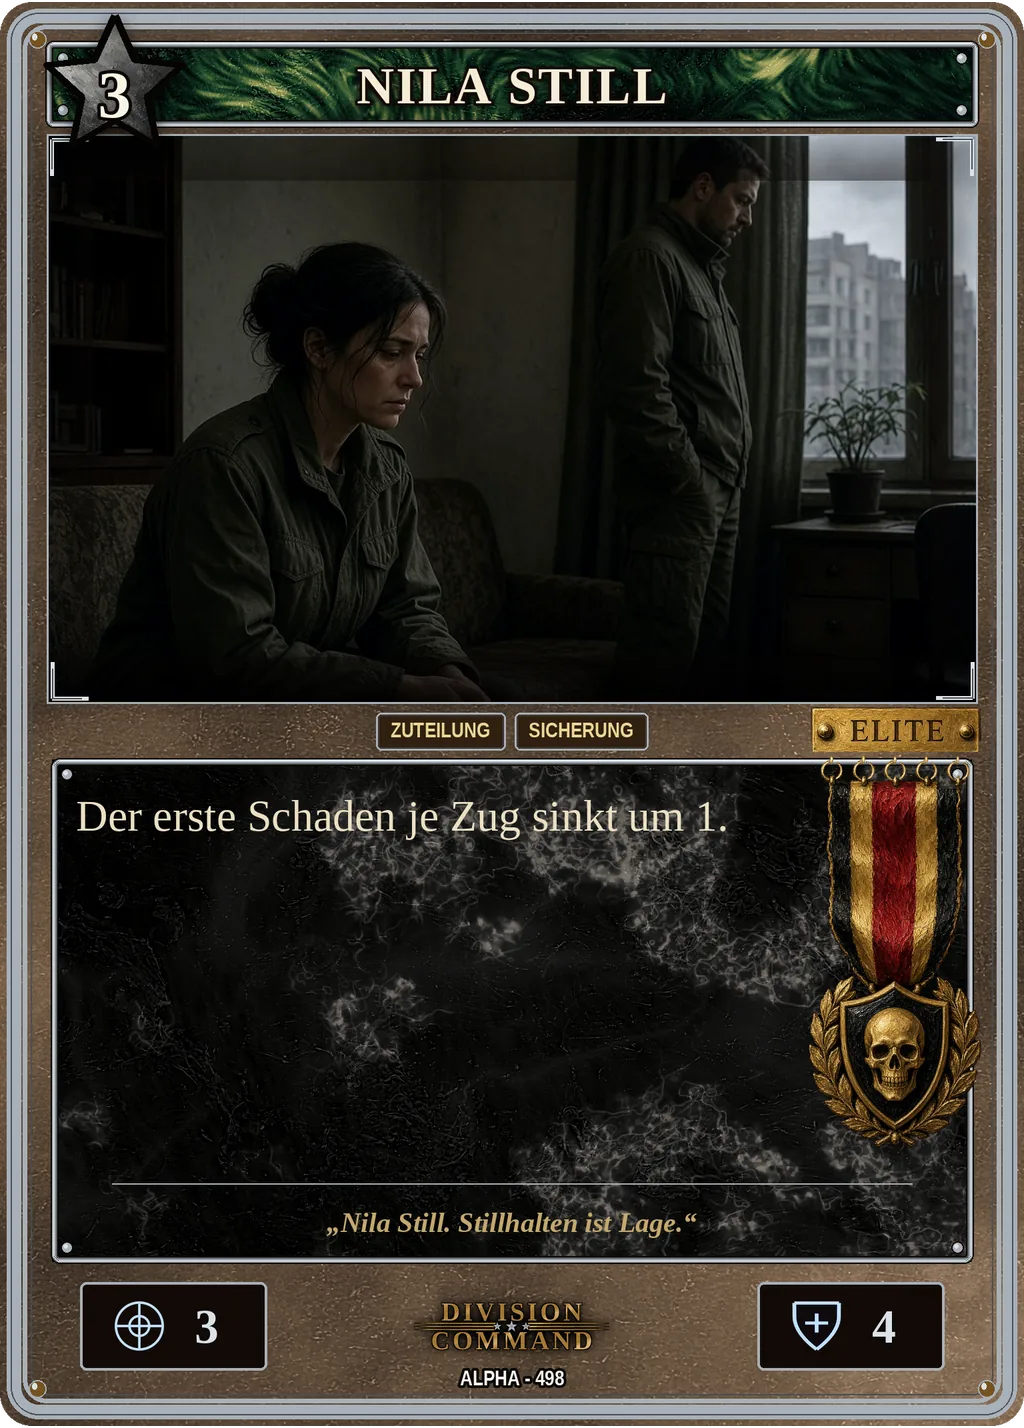 3
NILA STILL
ZUTEILUNG
SICHERUNG
ELITE
Der erste Schaden je Zug sinkt um 1.
„Nila Still. Stillhalten ist Lage.“
3
DIVISION
COMMAND
4
ALPHA - 498